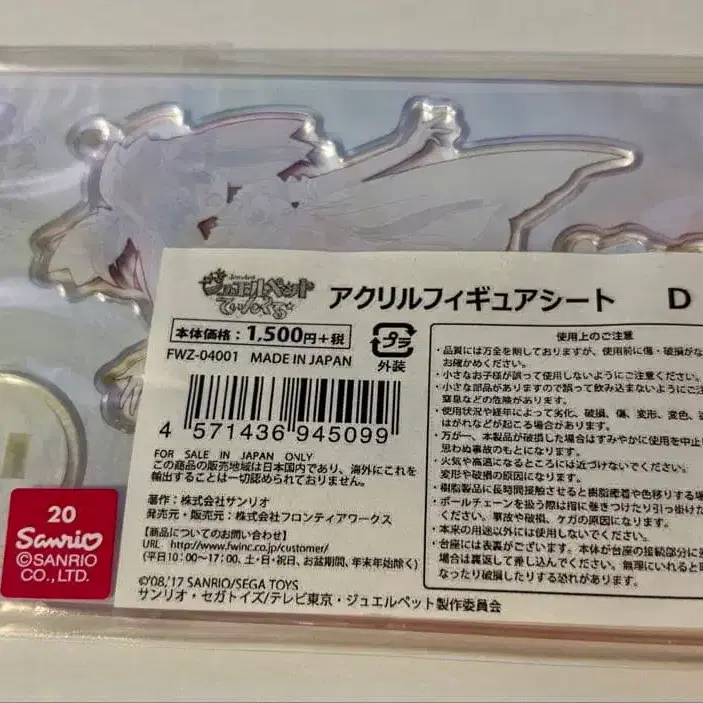 ジュエルペット
てぃんくる☆
アクリルフィギュアシート D
本体価格：1,500円+税
FWZ-04001 MADE IN JAPAN
プラ
外装
4 571436 945099
FOR SALE IN JAPAN ONLY
この商品の販売地域は日本国内であり、海外にこれを
輸出することは一切認められておりません。
著作：株式会社サンリオ
発売元・販売元：株式会社フロンティアワークス
【商品についてのお問い合わせ】
URL http://www.fwinc.co.jp/customer/
(平日10：00〜17：00、土・日・祝日、お盆期間、年末年始除く)
©'08,'17 SANRIO/SEGA TOYS
サンリオ・セガトイズ/テレビ東京・ジュエルペット製作委員会
使用上のご注意
・品質には万全を期しておりますが、使用前に傷・破損がな
お確かめください。
・小さなお子様が誤って使用しないようにご注意ください。
・小さな部品がありますので誤って飲み込まないようにご注
窒息などの危険があります。
・使用状況や経年によって劣化、破損、傷、変形、変色、
はがれなどが起こる場合があります。
・万が一、本製品が破損した場合はすみやかに使用を中止し
思わぬ事故のもとになります。
・火気や高温になるところには近づけないでください。
変形や破損の原因になります。
・樹脂製品に長時間接触させると樹脂密着や色移りする場
・ボールチェーンを扱う際は指に巻きつけたり引っ掛けた
ください。事故や破損、ケガの原因になります。
・本来の用途以外には使用しないでください。
・台座には表裏がございます。本体が台座の接続部分に
場合は裏返して差し込んでください。無理にいれると
なったり破損したりする恐れがあります。
20
Sanrio
©SANRIO
CO., LTD.